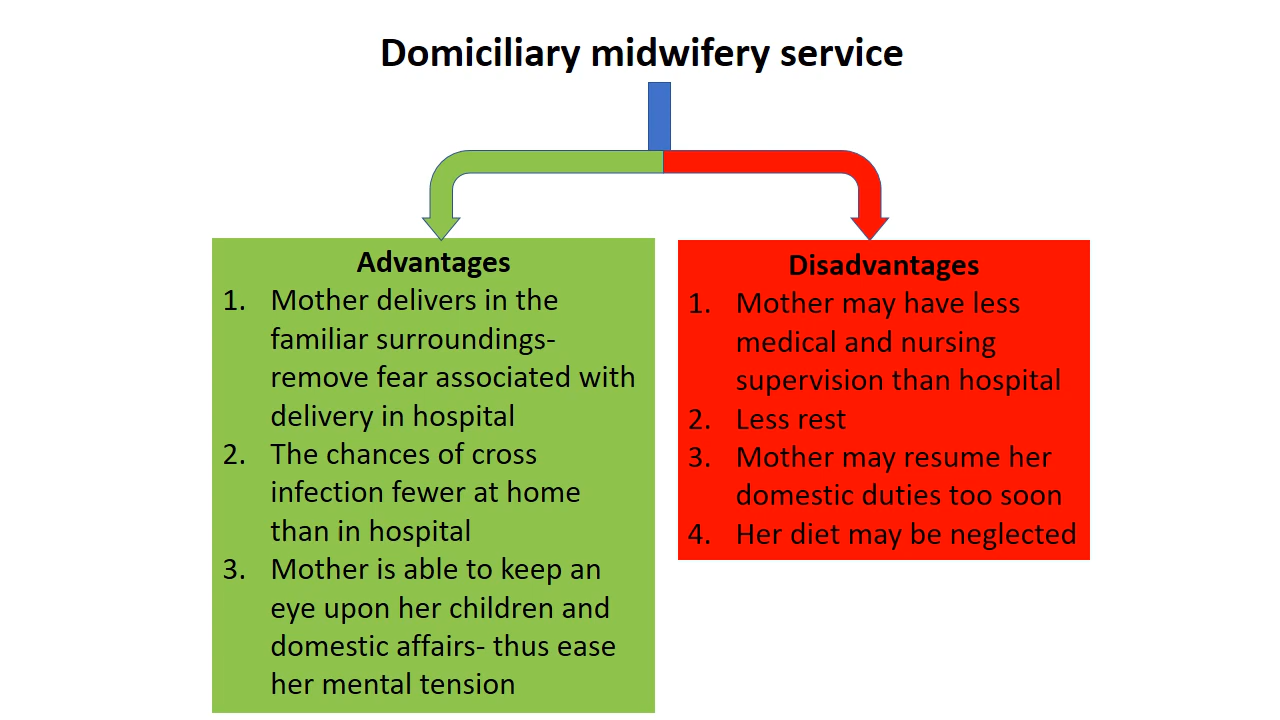 Domiciliary midwifery service
Advantages
1. Mother delivers in the
familiar surroundings-
remove fear associated with
delivery in hospital
2. The chances of cross
infection fewer at home
than in hospital
3. Mother is able to keep an
eye upon her children and
domestic affairs- thus ease
her mental tension
Disadvantages
1. Mother may have less
medical and nursing
supervision than hospital
2. Less rest
3. Mother may resume her
domestic duties too soon
4. Her diet may be neglected